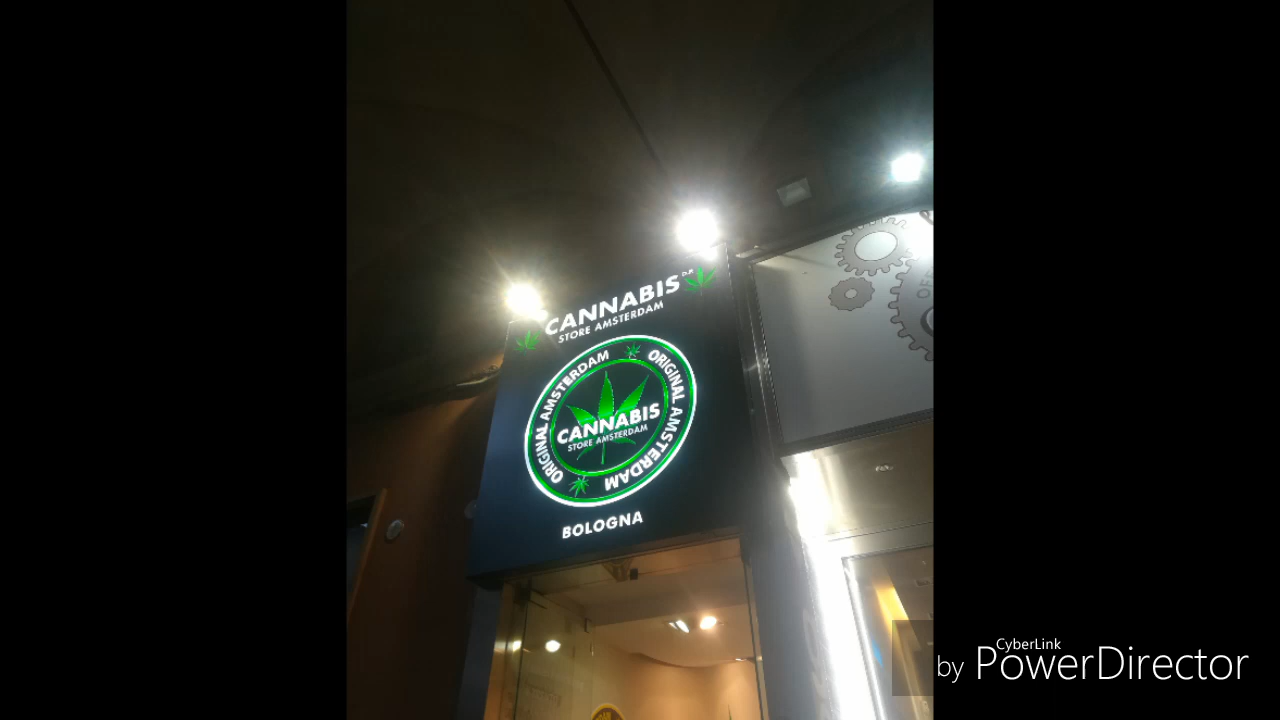 CANNABIS
STORE AMSTERDAM
ORIGINAL AMSTERDAM
ORIGINAL AMSTERDAM
CANNABIS
STORE AMSTERDAM
BOLOGNA
CyberLink
by PowerDirector